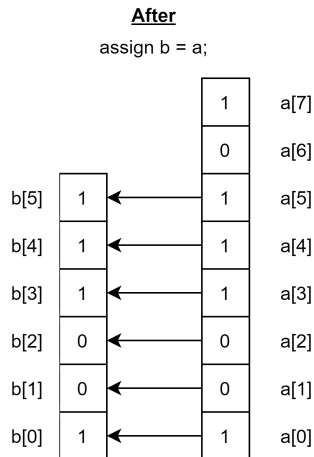 After
assign b = a;
1 a[7]
0 a[6]
b[5] 1 1 a[5]
b[4] 1 1 a[4]
b[3] 1 1 a[3]
b[2] 0 0 a[2]
b[1] 0 0 a[1]
b[0] 1 1 a[0]